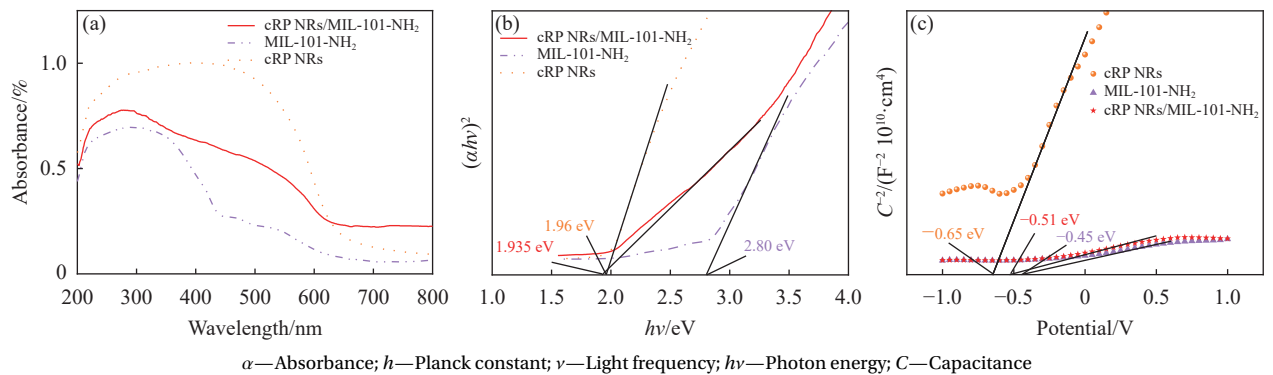 (a)
cRP NRs/MIL-101-NH₂
MIL-101-NH₂
cRP NRs
Absorbance/%
1.0
0.5
0
200 300 400 500 600 700 800
Wavelength/nm
(b)
cRP NRs/MIL-101-NH₂
MIL-101-NH₂
cRP NRs
(αhν)²
1.96 eV
1.935 eV
2.80 eV
1.0 1.5 2.0 2.5 3.0 3.5 4.0
hν/eV
(c)
cRP NRs
MIL-101-NH₂
cRP NRs/MIL-101-NH₂
C⁻²/(F⁻² 10¹⁰·cm⁴)
−0.65 eV
−0.51 eV
−0.45 eV
−1.0 −0.5 0 0.5 1.0
Potential/V
α—Absorbance; h—Planck constant; ν—Light frequency; hν—Photon energy; C—Capacitance